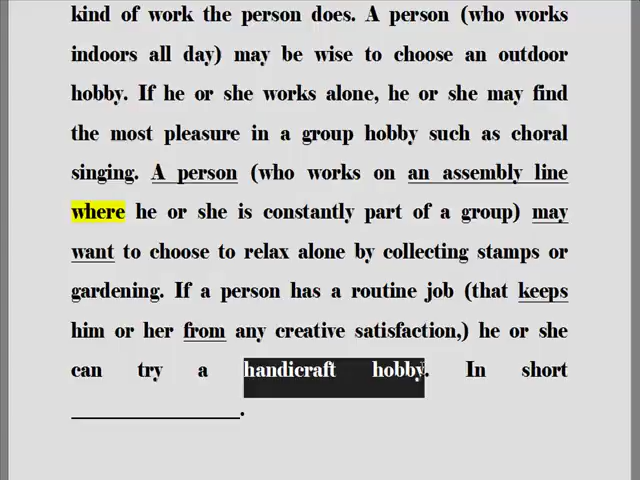 kind of work the person does. A person (who works
indoors all day) may be wise to choose an outdoor
hobby. If he or she works alone, he or she may find
the most pleasure in a group hobby such as choral
singing. A person (who works on an assembly line
where he or she is constantly part of a group) may
want to choose to relax alone by collecting stamps or
gardening. If a person has a routine job (that keeps
him or her from any creative satisfaction,) he or she
can try a handicraft hobby. In short
________________.